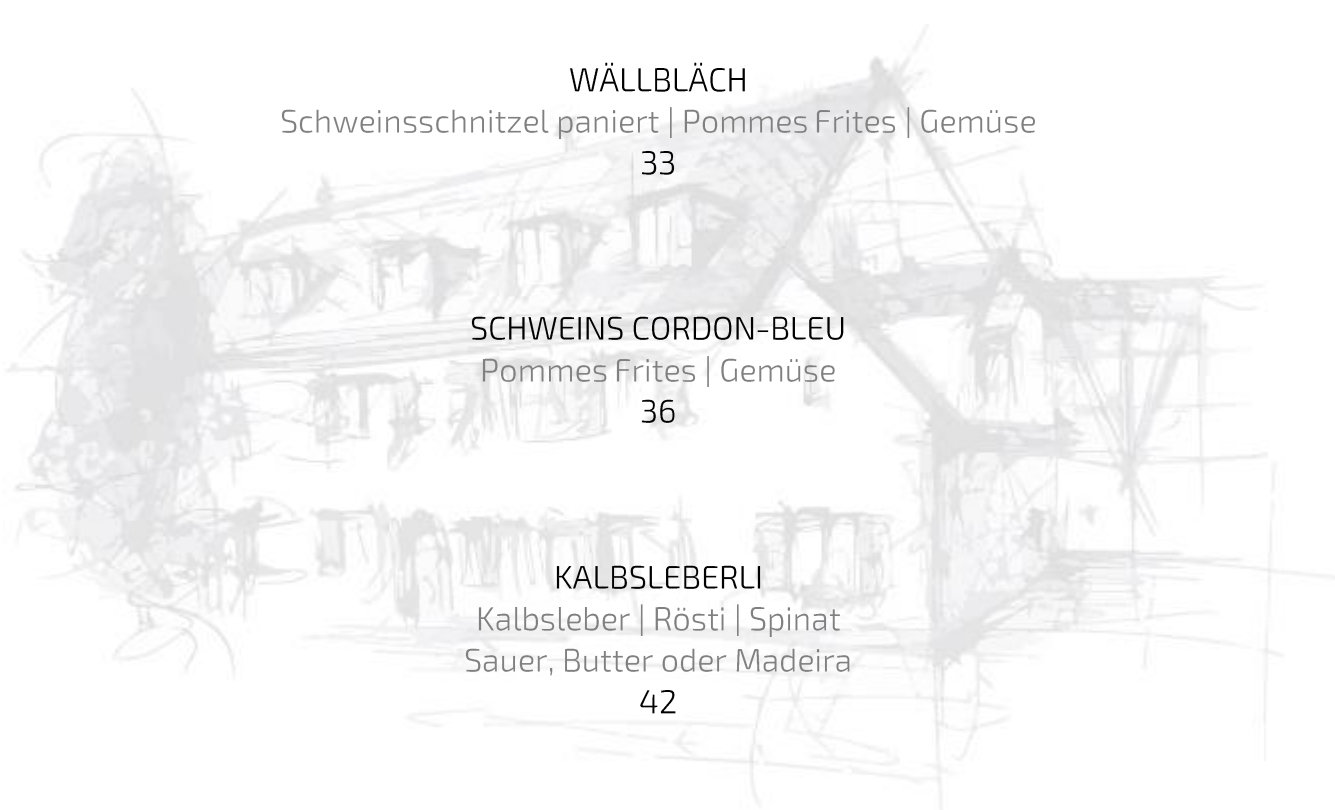 WÄLLBLÄCH
Schweinsschnitzel paniert | Pommes Frites | Gemüse
33
SCHWEINS CORDON-BLEU
Pommes Frites | Gemüse
36
KALBSLEBERLI
Kalbsleber | Rösti | Spinat
Sauer, Butter oder Madeira
42